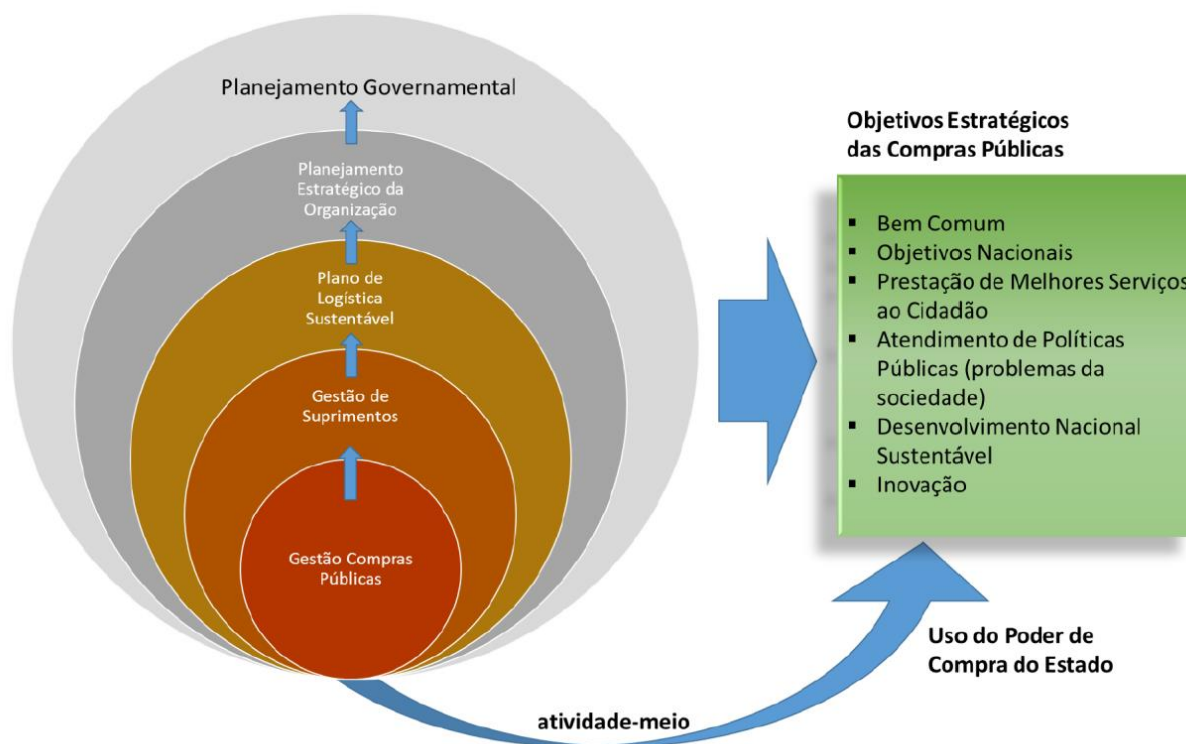 Planejamento Governamental
Planejamento
Estratégico da
Organização
Plano de
Logística
Sustentável
Gestão de
Suprimentos
Gestão Compras
Públicas
atividade-meio
Objetivos Estratégicos
das Compras Públicas
▪ Bem Comum
▪ Objetivos Nacionais
▪ Prestação de Melhores Serviços
ao Cidadão
▪ Atendimento de Políticas
Públicas (problemas da
sociedade)
▪ Desenvolvimento Nacional
Sustentável
▪ Inovação
Uso do Poder de
Compra do Estado